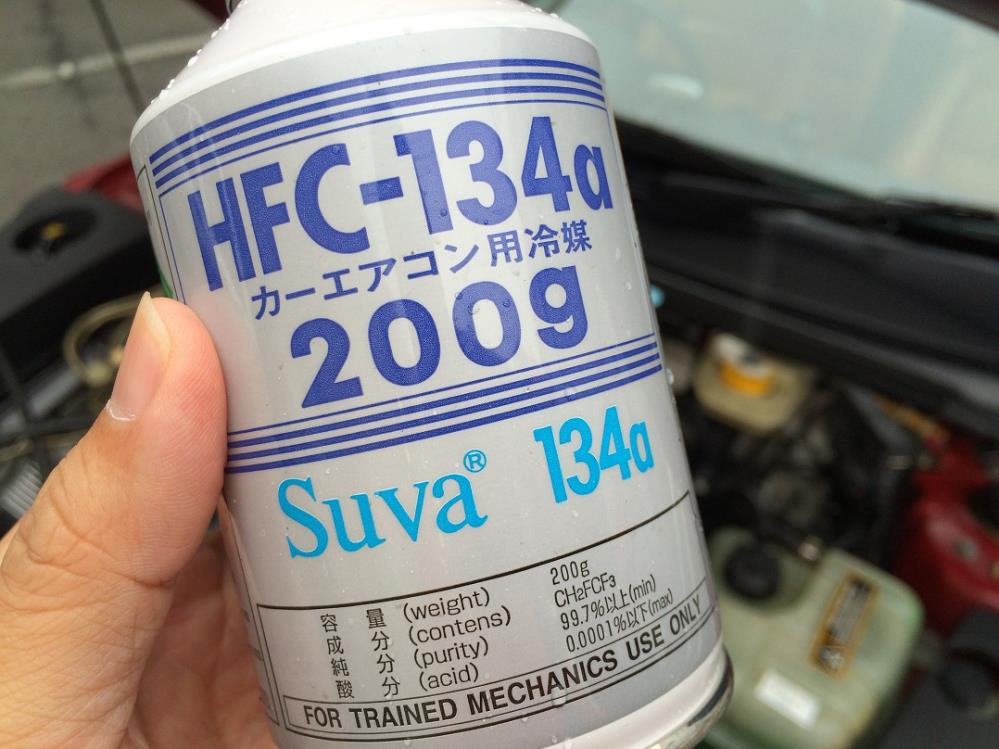 HFC-134a
カーエアコン用冷媒
200g
Suva® 134a
容 量 (weight) 200g
成 分 (contens) CH₂FCF₃
純 分 (purity) 99.7%以上(min)
酸 分 (acid) 0.0001%以下(max)
FOR TRAINED MECHANICS USE ONLY